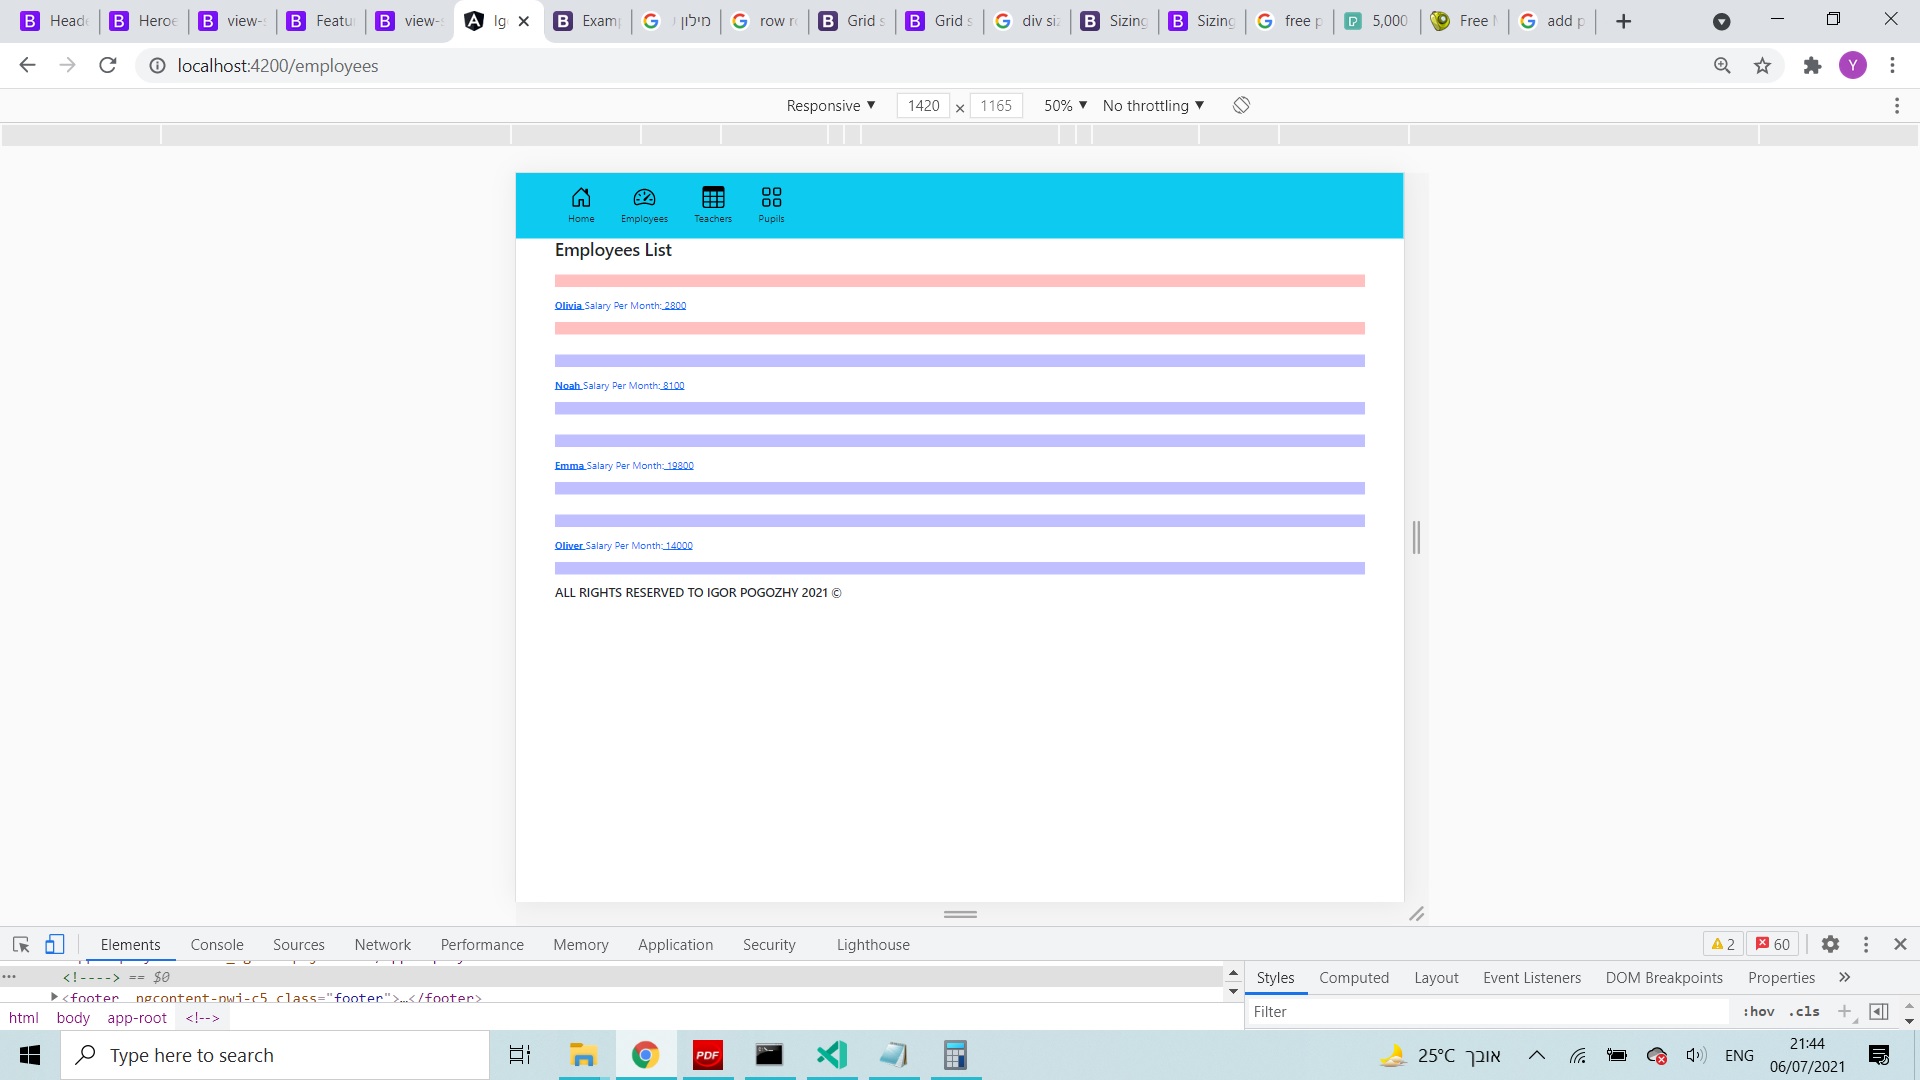 Head
Hero
view-
Featu
view-
Ig
Exam
מילון
row r
Grid s
Grid s
div si
Sizing
Sizing
free p
5,000
Free
add p
localhost:4200/employees
Y
Responsive ▼ 1420 × 1165 50% ▼ No throttling ▼
Home Employees Teachers Pupils
Employees List
Olivia Salary Per Month: 2800
Noah Salary Per Month: 8100
Emma Salary Per Month: 19800
Oliver Salary Per Month: 14000
ALL RIGHTS RESERVED TO IGOR POGOZHY 2021 ©
Elements Console Sources Network Performance Memory Application Security Lighthouse 2 60
<!----> == $0
<footer _ngcontent-pwj-c5 class="footer">…</footer>
html body app-root <!-->
Styles Computed Layout Event Listeners DOM Breakpoints Properties »
Filter :hov .cls +
Type here to search
PDF
25°C אובך
ENG
21:44
06/07/2021